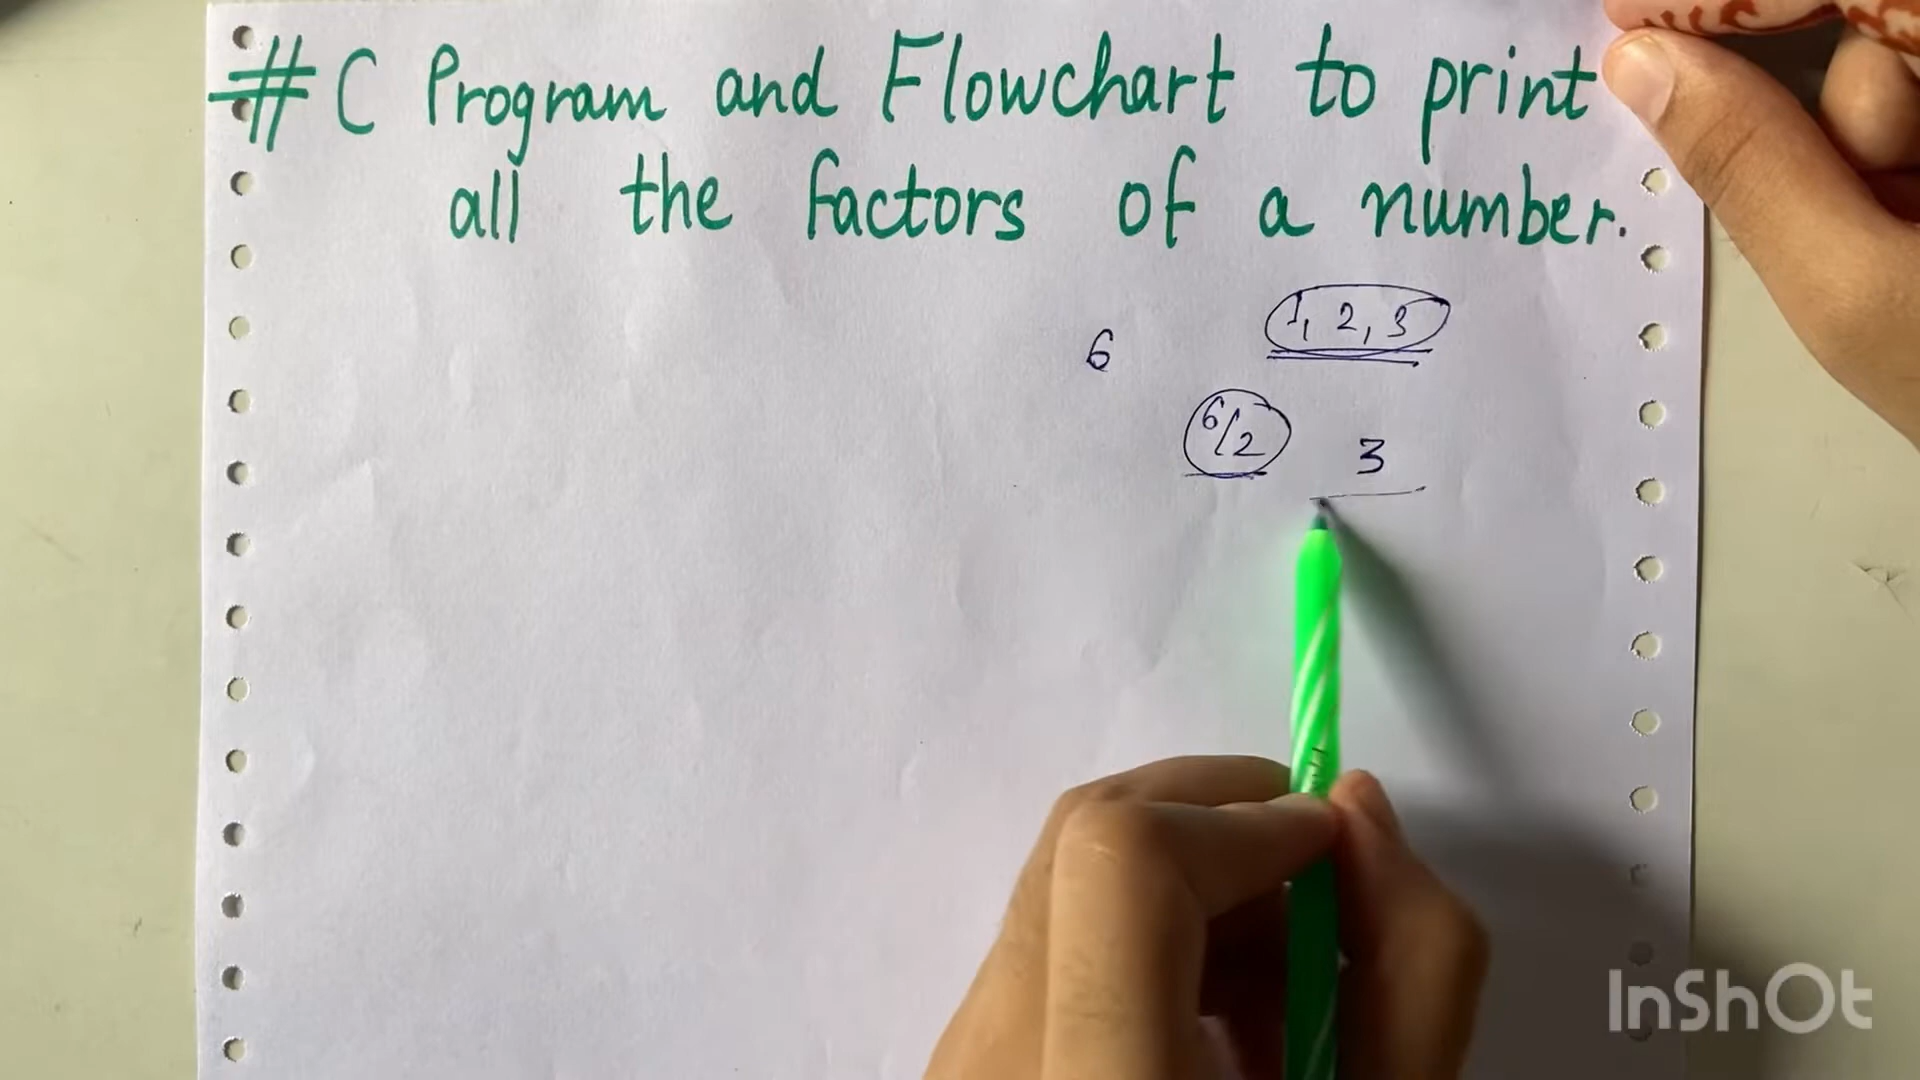 # C Program and Flowchart to print
all the factors of a number.
1, 2, 3
6
6/2 3
InShOt